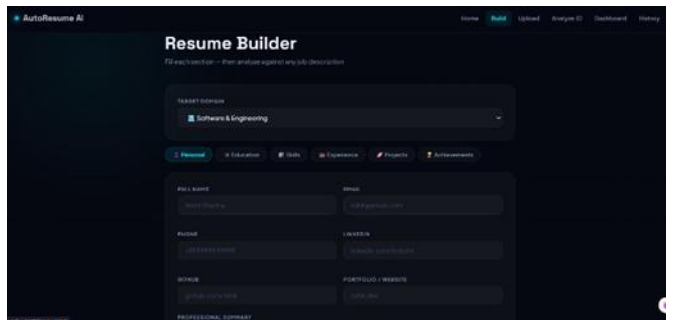 AutoResume AI
Home Build Upload Analyze JD Dashboard History
Resume Builder
Fill each section — then analyse against any job description
TARGET DOMAIN
Software & Engineering
Personal Education Skills Experience Projects Achievements
FULL NAME EMAIL
PHONE LINKEDIN
GITHUB PORTFOLIO / WEBSITE
PROFESSIONAL SUMMARY